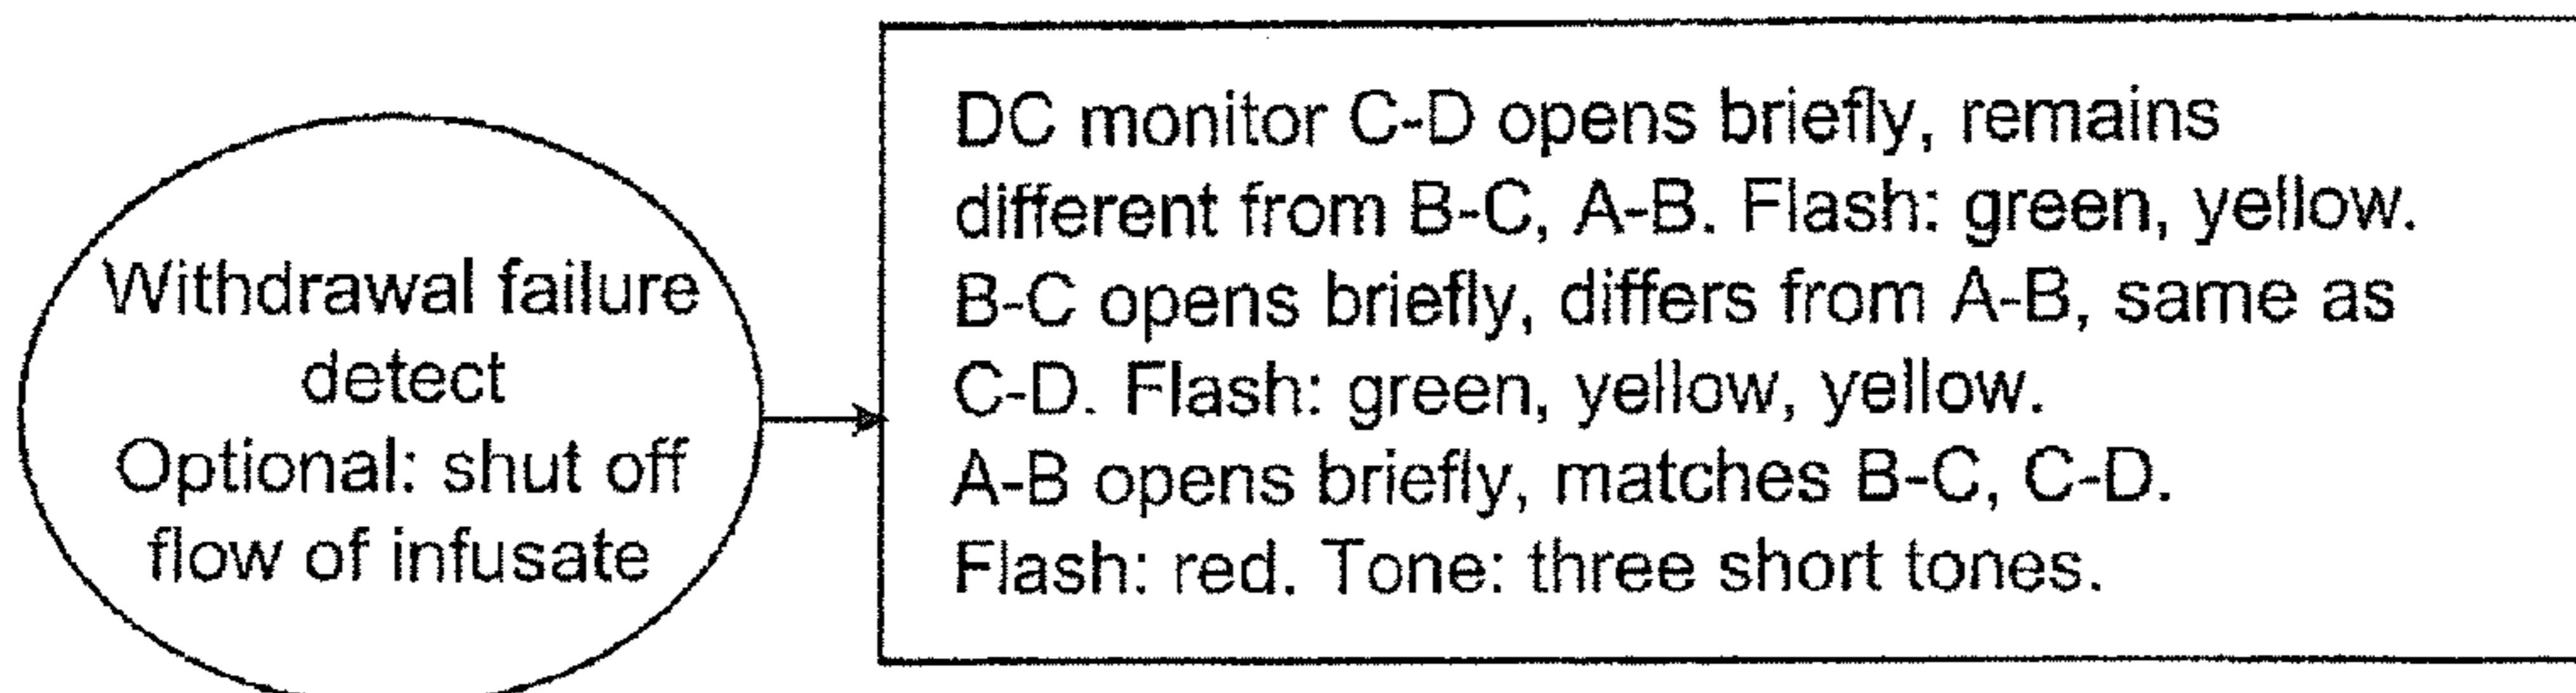 Withdrawal failure
detect
Optional: shut off
flow of infusate
DC monitor C-D opens briefly, remains
different from B-C, A-B. Flash: green, yellow.
B-C opens briefly, differs from A-B, same as
C-D. Flash: green, yellow, yellow.
A-B opens briefly, matches B-C, C-D.
Flash: red. Tone: three short tones.